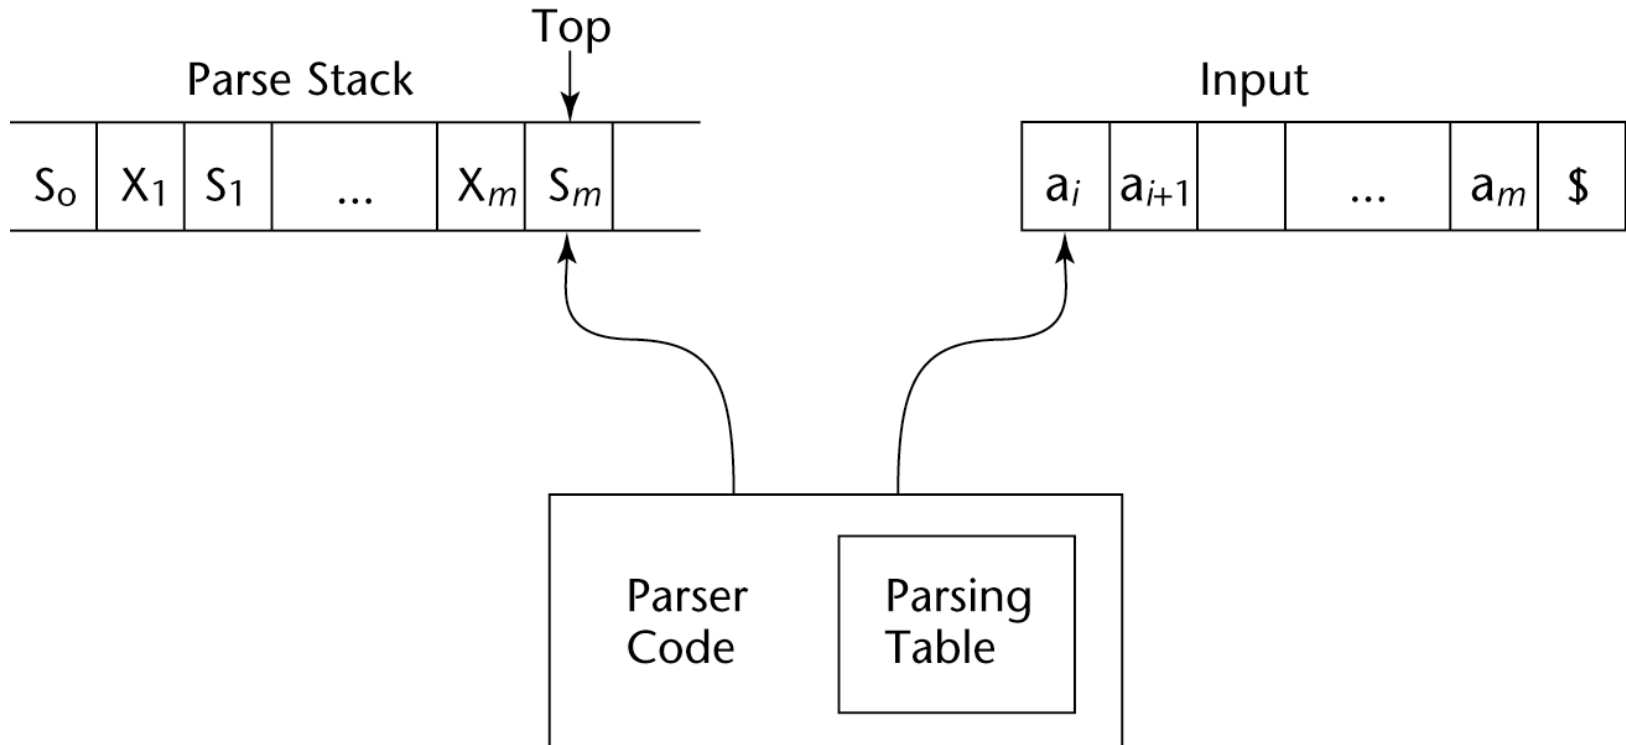 Top
Parse Stack
Input
S₀ X₁ S₁ ... Xₘ Sₘ
aᵢ aᵢ₊₁ ... aₘ $
Parser
Code
Parsing
Table